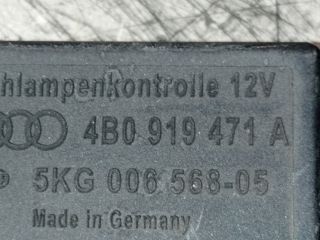 hlampenkontrolle 12V
4B0 919 471 A
5KG 006 568-05
Made in Germany